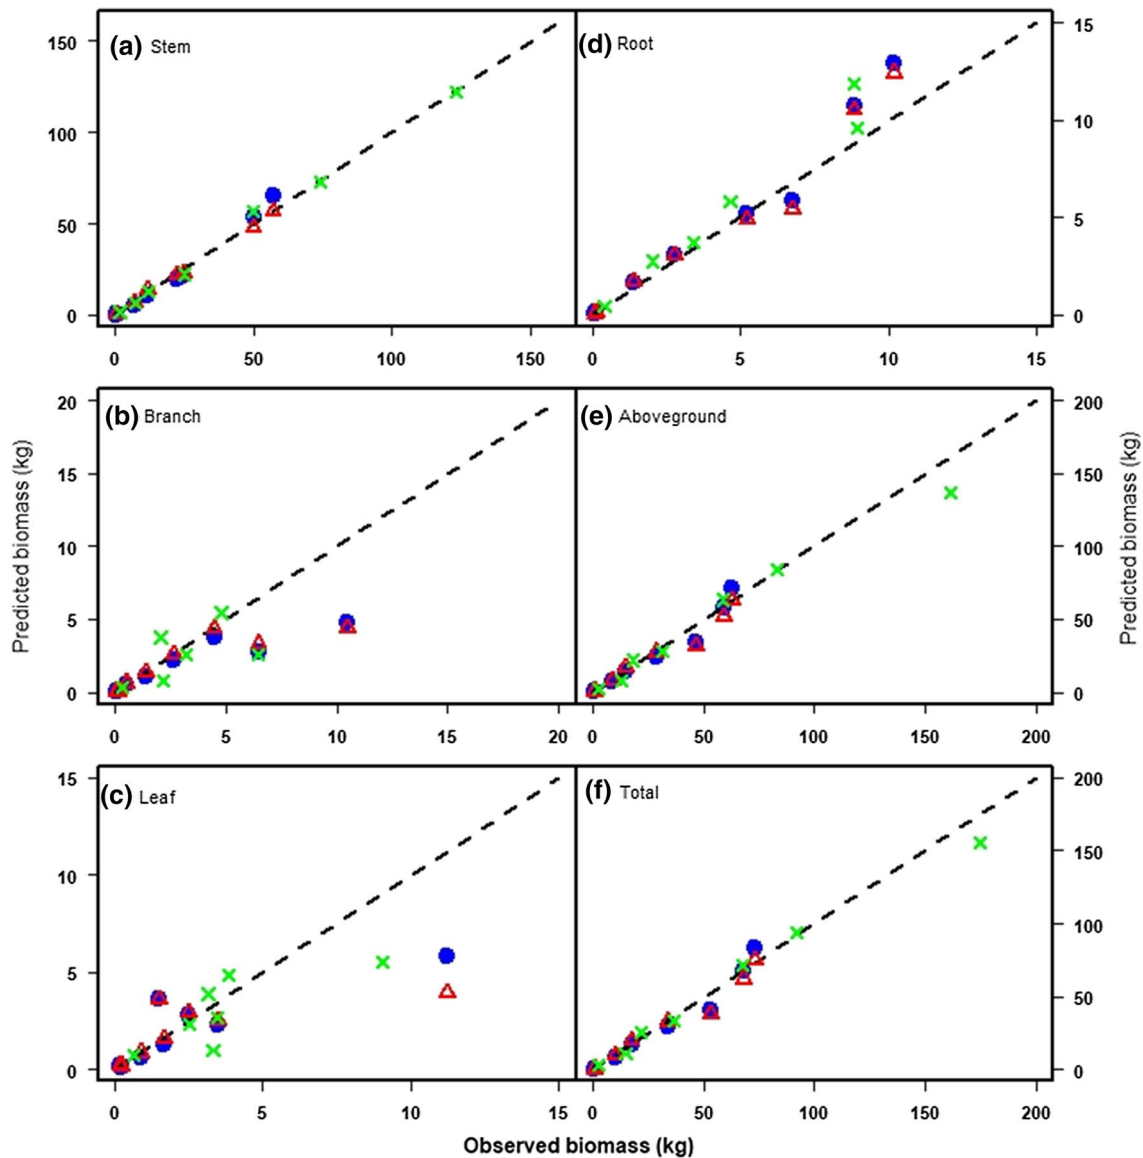 (a) Stem
150
100
50
0
0 50 100 150
(d) Root
15
10
5
0
0 5 10 15
(b) Branch
20
15
10
5
0
0 5 10 15 20
(e) Aboveground
200
150
100
50
0
0 50 100 150 200
(c) Leaf
15
10
5
0
0 5 10 15
(f) Total
200
150
100
50
0
0 50 100 150 200
Predicted biomass (kg)
Predicted biomass (kg)
Observed biomass (kg)